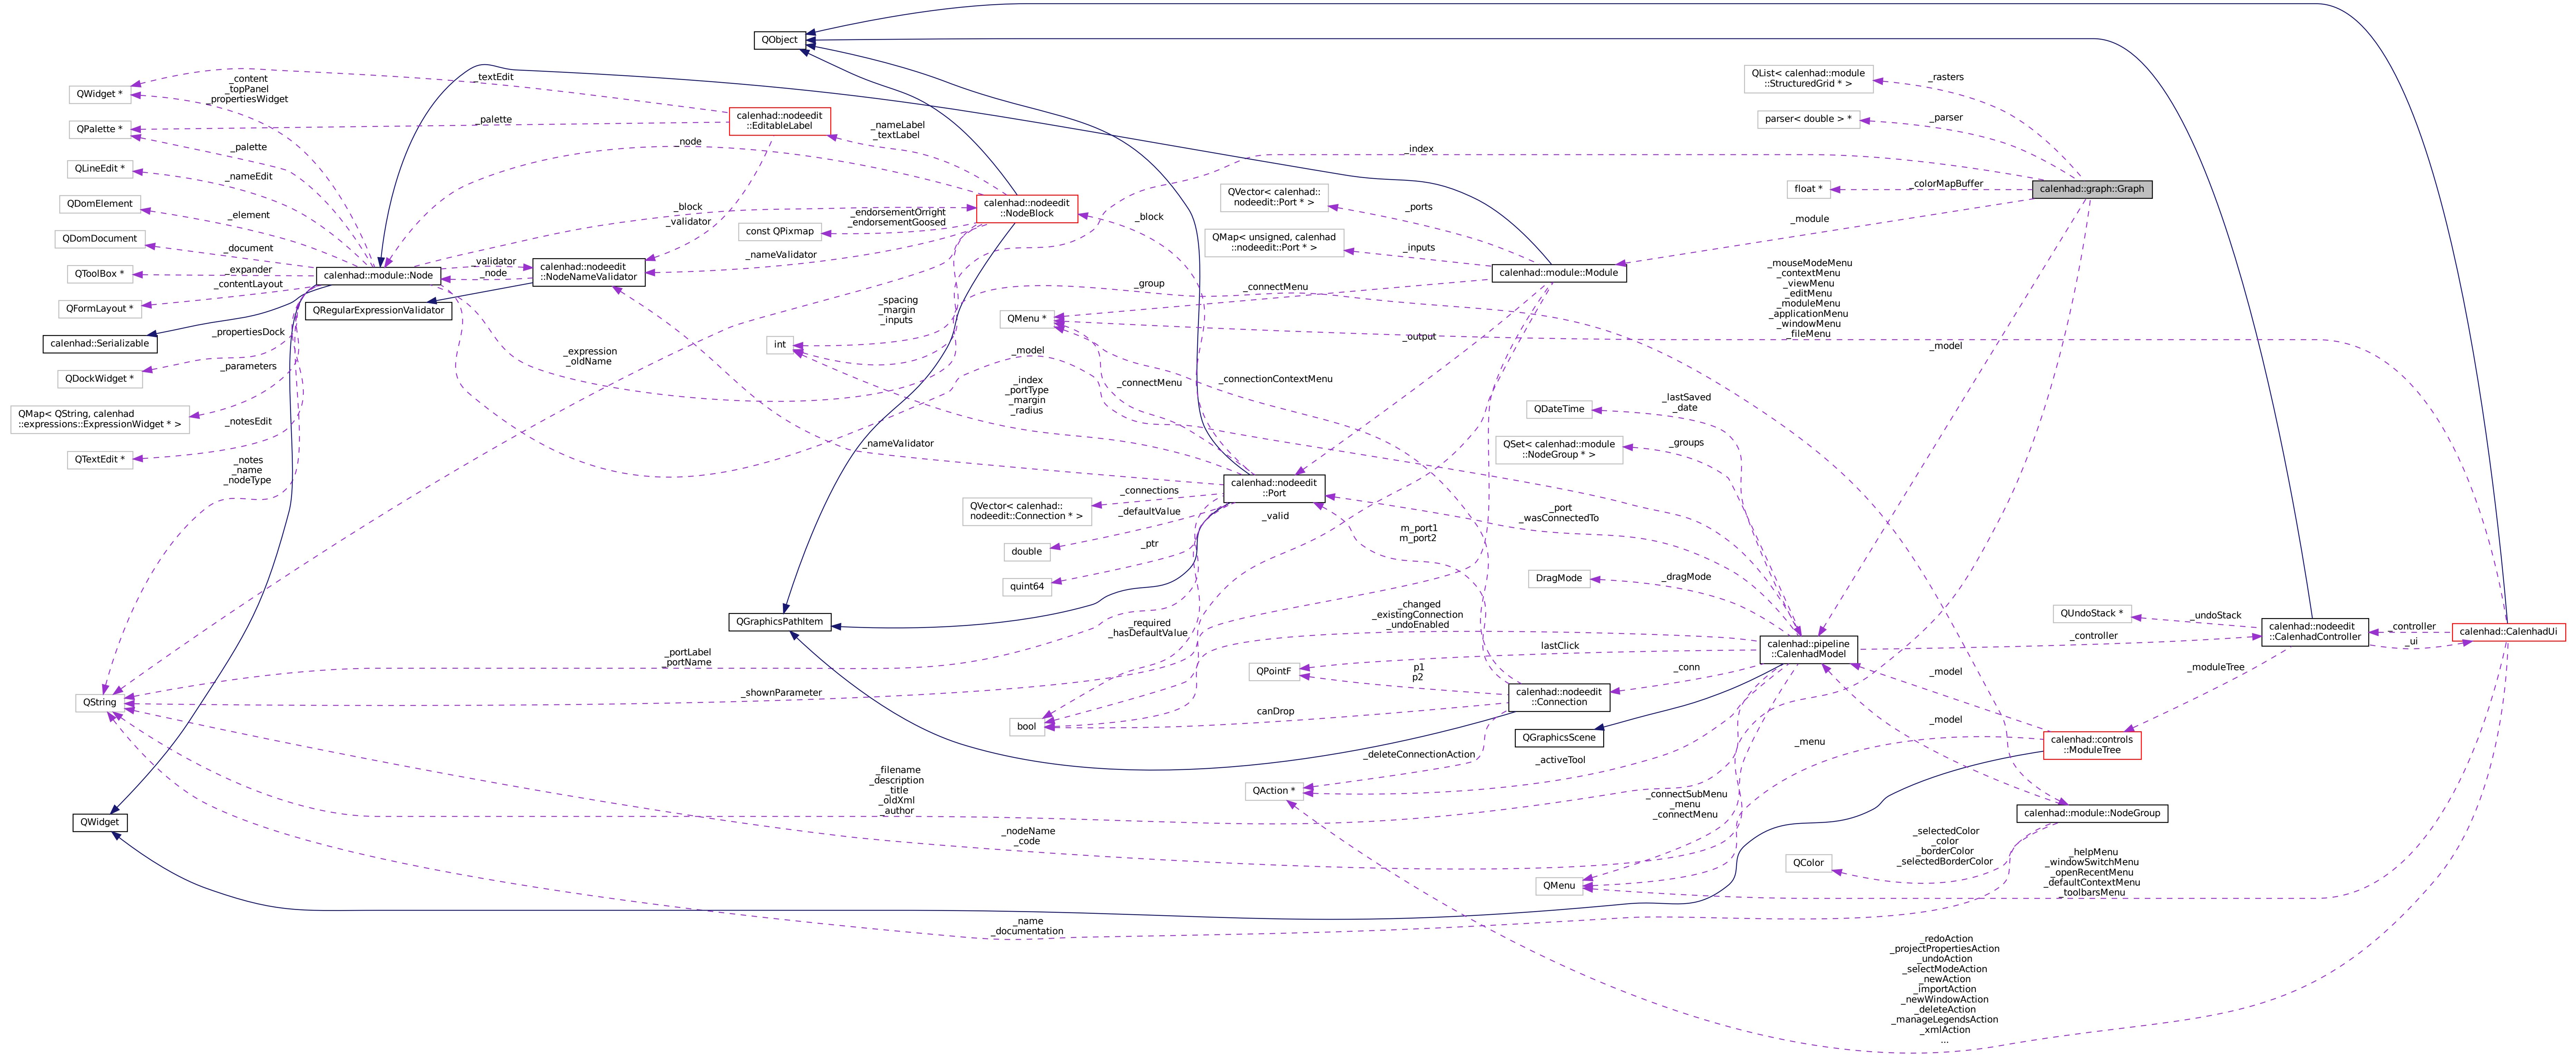 QObject
QList< calenhad::module
::StructuredGrid * >
_rasters
_textEdit
_content
_topPanel
_propertiesWidget
QWidget *
parser< double > *
_parser
calenhad::nodeedit
::EditableLabel
_palette
QPalette *
_nameLabel
_textLabel
_node
_palette
_index
QLineEdit *
_nameEdit
float *
_colorMapBuffer
calenhad::graph::Graph
QDomElement
_element
QVector< calenhad::
nodeedit::Port * >
_ports
calenhad::nodeedit
::NodeBlock
_block
_validator
_endorsementOrright
_endorsementGoosed
_block
_module
const QPixmap
QDomDocument
_document
QMap< unsigned, calenhad
::nodeedit::Port * >
_inputs
_nameValidator
QToolBox *
_expander
calenhad::module::Node
_validator
_node
calenhad::nodeedit
::NodeNameValidator
calenhad::module::Module
_mouseModeMenu
_contextMenu
_viewMenu
_editMenu
_moduleMenu
_applicationMenu
_windowMenu
_fileMenu
_contentLayout
_group
_connectMenu
QFormLayout *
QRegularExpressionValidator
_spacing
_margin
_inputs
QMenu *
_propertiesDock
calenhad::Serializable
int
_output
_expression
_oldName
_model
_model
_parameters
QDockWidget *
_index
_portType
_margin
_radius
_connectMenu
_connectionContextMenu
_lastSaved
_date
QDateTime
QMap< QString, calenhad
::expressions::ExpressionWidget * >
_notesEdit
_nameValidator
QSet< calenhad::module
::NodeGroup * >
_groups
QTextEdit *
_notes
_name
_nodeType
calenhad::nodeedit
::Port
_connections
QVector< calenhad::
nodeedit::Connection * >
_defaultValue
_valid
_port
_wasConnectedTo
m_port1
m_port2
double
_ptr
quint64
DragMode
_dragMode
QGraphicsPathItem
_required
_hasDefaultValue
_changed
_existingConnection
_undoEnabled
QUndoStack *
_undoStack
calenhad::nodeedit
::CalenhadController
_controller
_ui
calenhad::CalenhadUi
calenhad::pipeline
::CalenhadModel
_controller
lastClick
_portLabel
_portName
QPointF
p1
p2
_conn
_model
_moduleTree
QString
_shownParameter
calenhad::nodeedit
::Connection
canDrop
bool
_model
QGraphicsScene
_menu
calenhad::controls
::ModuleTree
_deleteConnectionAction
_activeTool
_filename
_description
_title
_oldXml
_author
QAction *
_connectSubMenu
_menu
_connectMenu
calenhad::module::NodeGroup
QWidget
_nodeName
_code
_selectedColor
_color
_borderColor
_selectedBorderColor
QColor
_helpMenu
_windowSwitchMenu
_openRecentMenu
_defaultContextMenu
_toolbarsMenu
QMenu
_name
_documentation
_redoAction
_projectPropertiesAction
_undoAction
_selectModeAction
_newAction
_importAction
_newWindowAction
_deleteAction
_manageLegendsAction
_xmlAction
...